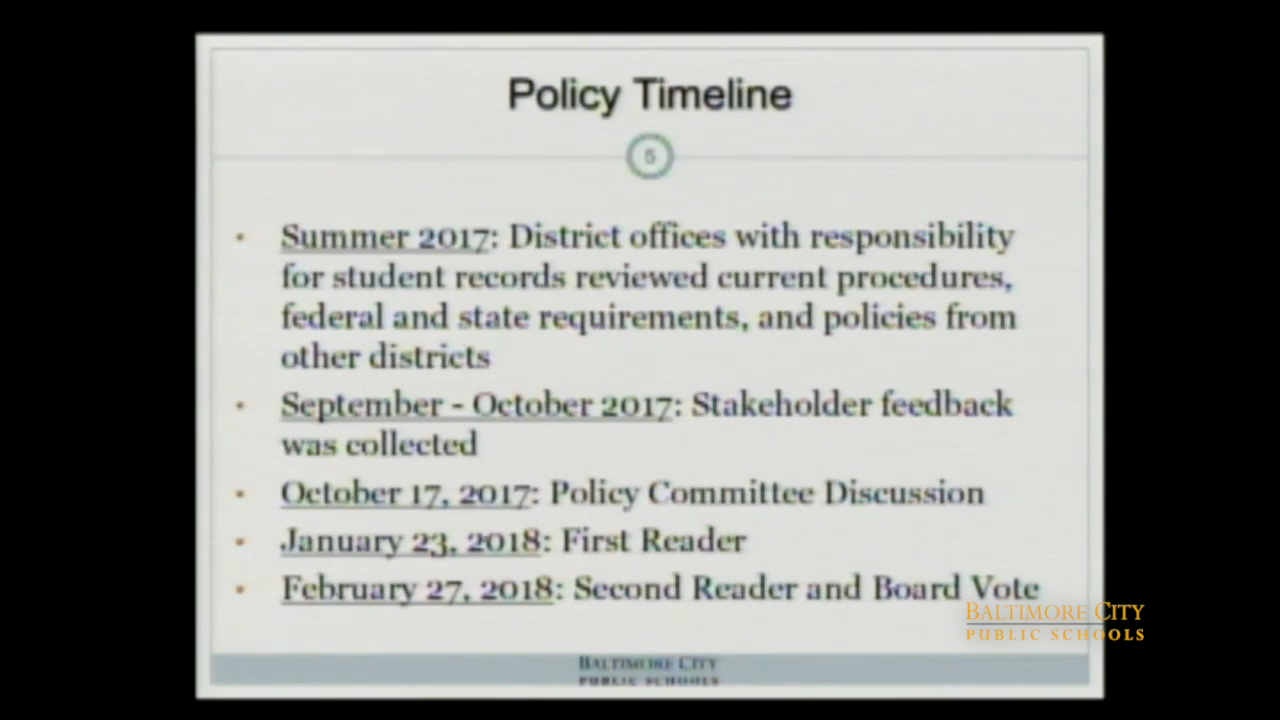 Policy Timeline
5
• Summer 2017: District offices with responsibility
for student records reviewed current procedures,
federal and state requirements, and policies from
other districts
• September - October 2017: Stakeholder feedback
was collected
• October 17, 2017: Policy Committee Discussion
• January 23, 2018: First Reader
• February 27, 2018: Second Reader and Board Vote
BALTIMORE CITY
PUBLIC SCHOOLS
BALTIMORE CITY
PUBLIC SCHOOLS